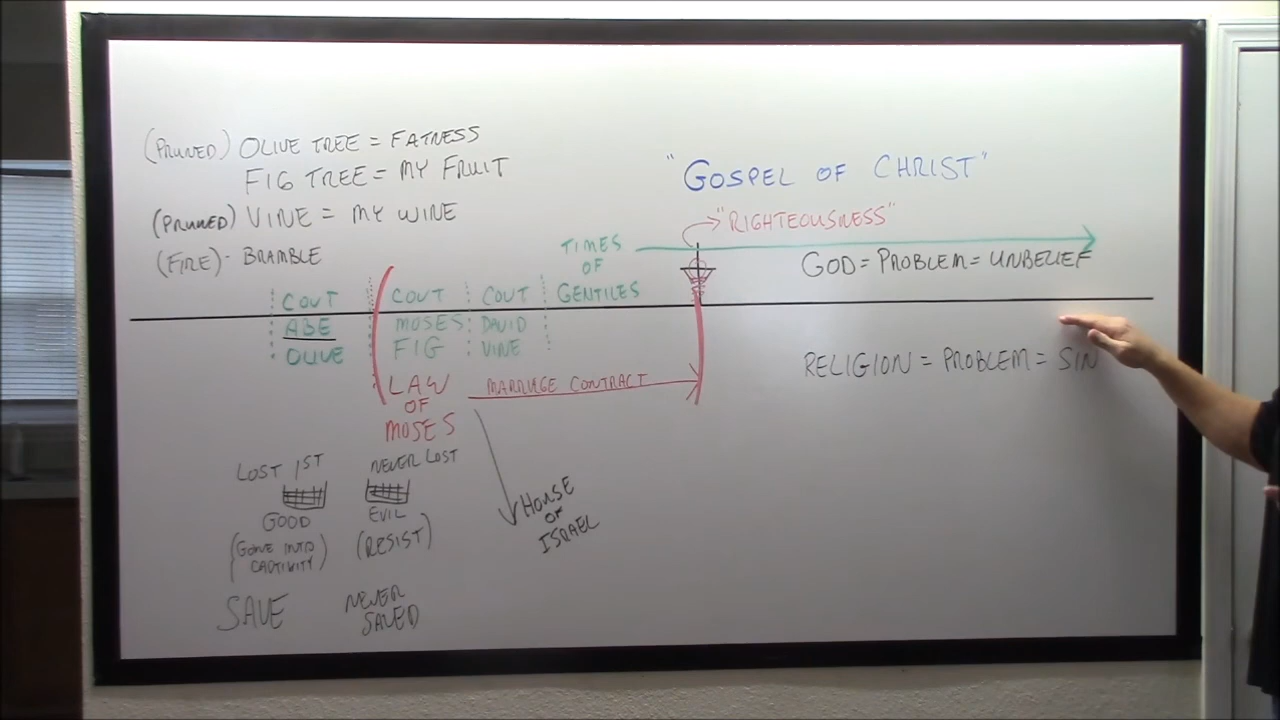 (PRUNED) OLIVE TREE = FATNESS
FIG TREE = MY FRUIT
(PRUNED) VINE = MY WINE
(FIRE) - BRAMBLE
"GOSPEL OF CHRIST"
"RIGHTEOUSNESS"
TIMES
OF
GENTILES
GOD = PROBLEM = UNBELIEF
COVT
ABE
OLIVE
COVT
MOSES
FIG
COVT
DAVID
VINE
LAW
OF
MOSES
MARRIGE CONTRACT
RELIGION = PROBLEM = SIN
LOST 1ST
GOOD
(GONE INTO
CAPTIVITY)
SAVE
NEVER LOST
EVIL
(RESIST)
NEVER
SAVED
HOUSE
OF
ISRAEL